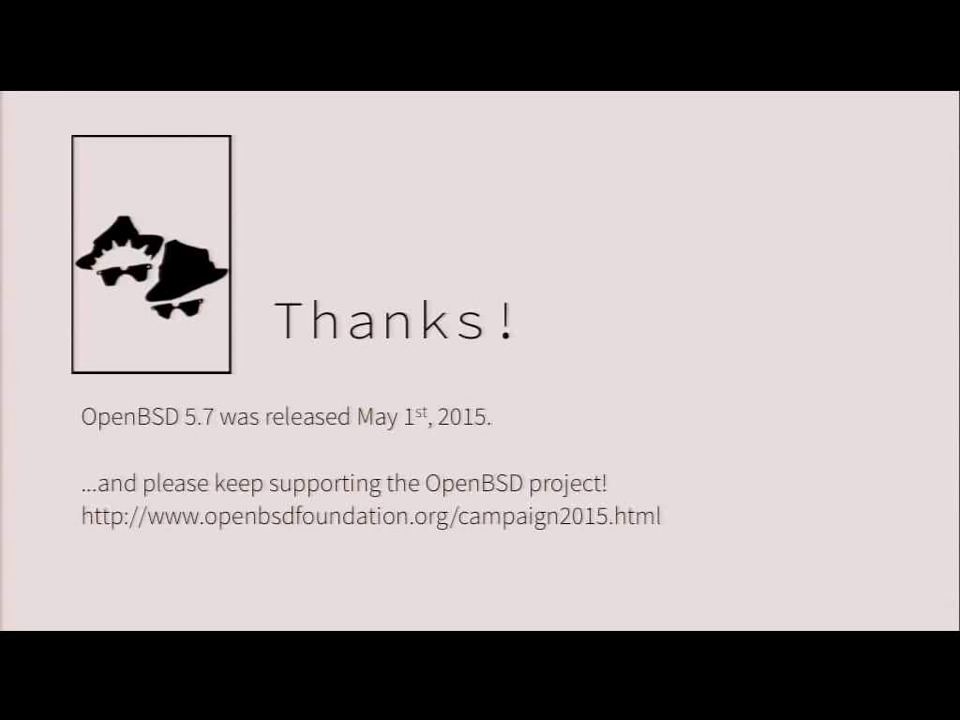 Thanks!
OpenBSD 5.7 was released May 1st, 2015.
...and please keep supporting the OpenBSD project!
http://www.openbsdfoundation.org/campaign2015.html